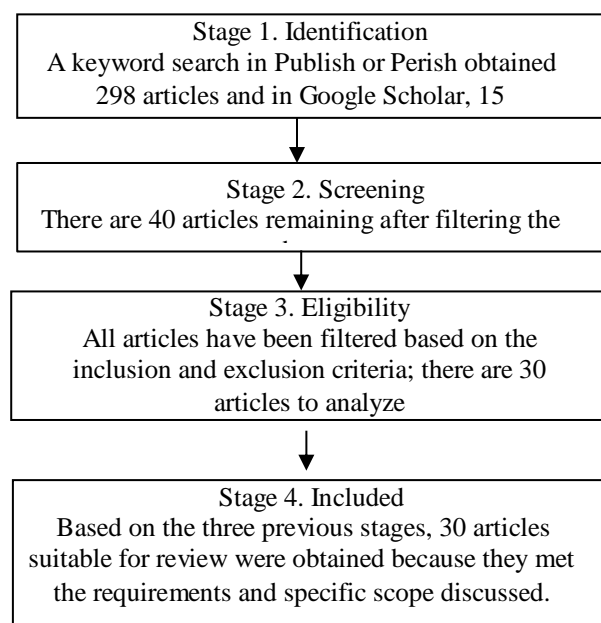 Stage 1. Identification
A keyword search in Publish or Perish obtained
298 articles and in Google Scholar, 15
Stage 2. Screening
There are 40 articles remaining after filtering the
Stage 3. Eligibility
All articles have been filtered based on the
inclusion and exclusion criteria; there are 30
articles to analyze
Stage 4. Included
Based on the three previous stages, 30 articles
suitable for review were obtained because they met
the requirements and specific scope discussed.